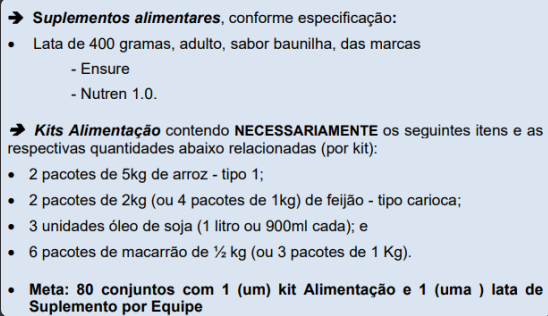 ➔ Suplementos alimentares, conforme especificação:
• Lata de 400 gramas, adulto, sabor baunilha, das marcas
- Ensure
- Nutren 1.0.
➔ Kits Alimentação contendo NECESSARIAMENTE os seguintes itens e as
respectivas quantidades abaixo relacionadas (por kit):
• 2 pacotes de 5kg de arroz - tipo 1;
• 2 pacotes de 2kg (ou 4 pacotes de 1kg) de feijão - tipo carioca;
• 3 unidades óleo de soja (1 litro ou 900ml cada); e
• 6 pacotes de macarrão de ½ kg (ou 3 pacotes de 1 Kg).
• Meta: 80 conjuntos com 1 (um) kit Alimentação e 1 (uma ) lata de
Suplemento por Equipe